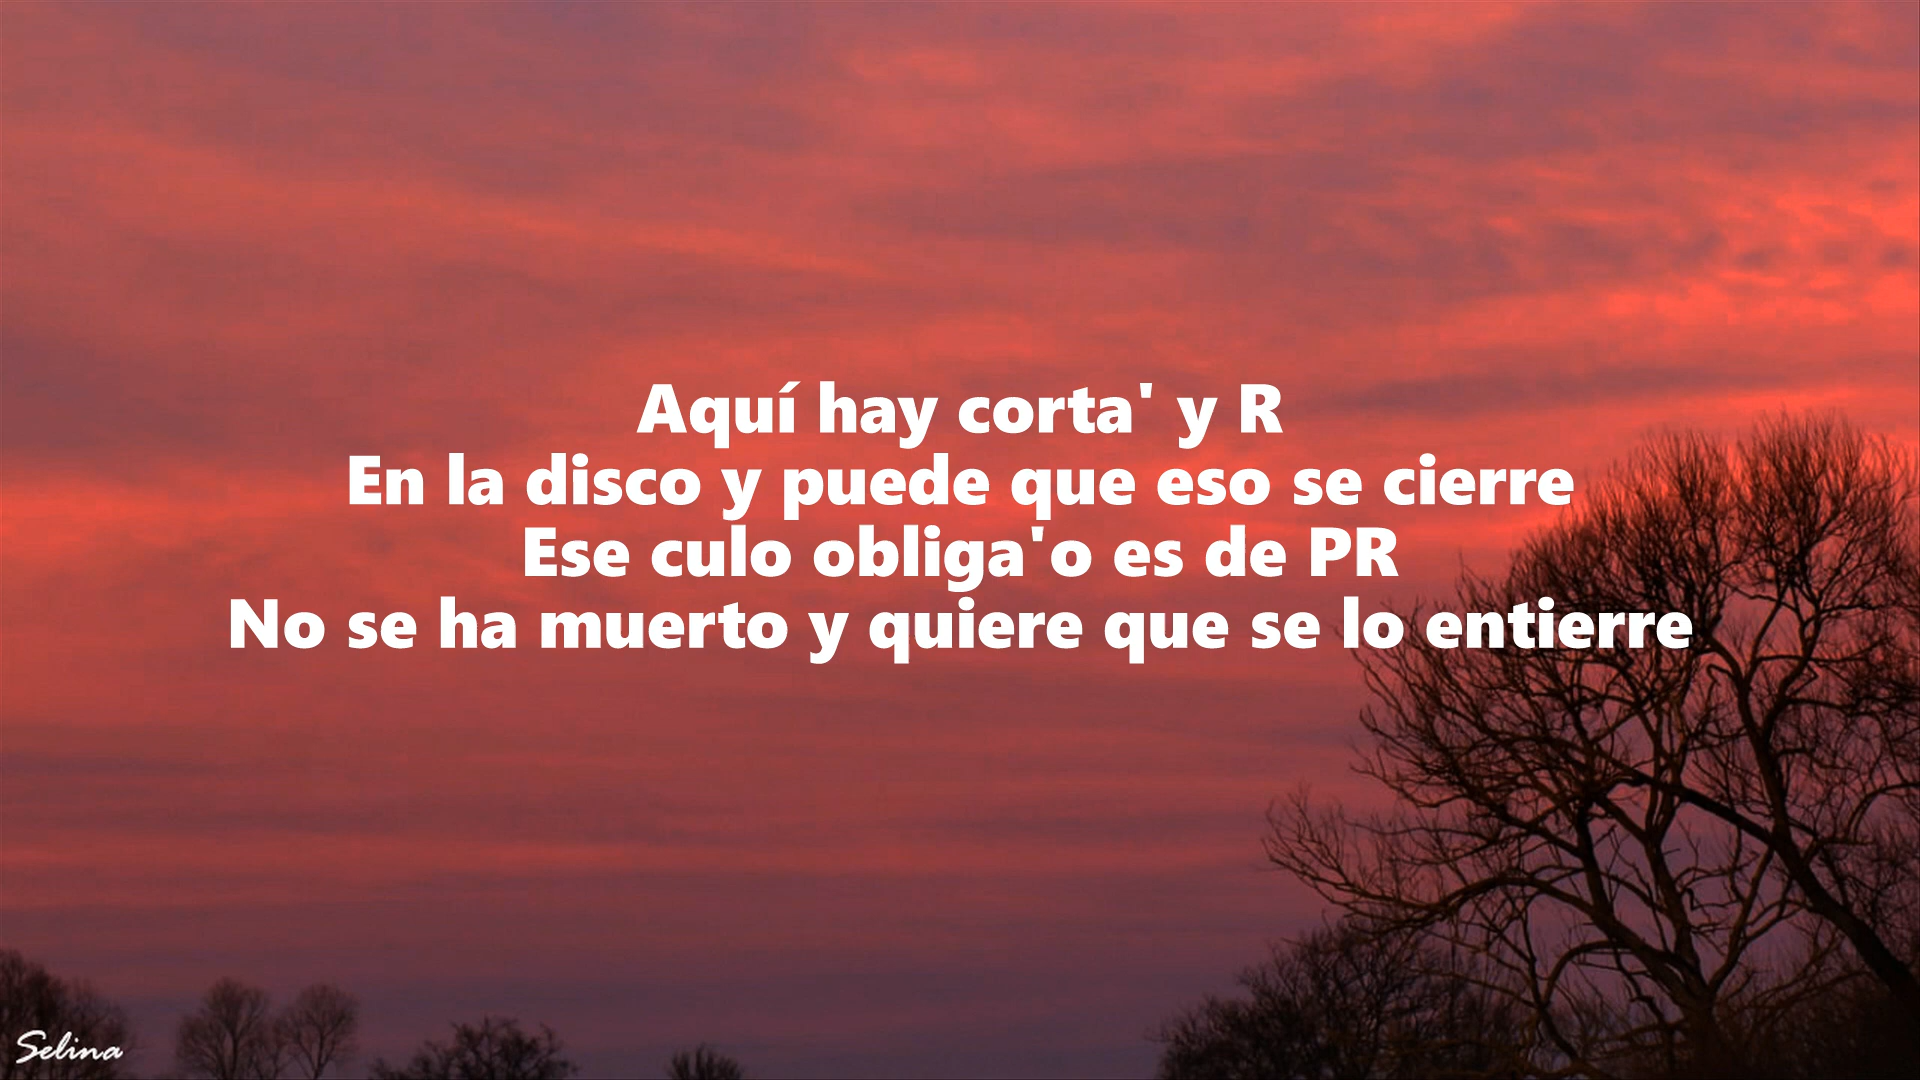 Aquí hay corta' y R
En la disco y puede que eso se cierre
Ese culo obliga'o es de PR
No se ha muerto y quiere que se lo entierre
Selina